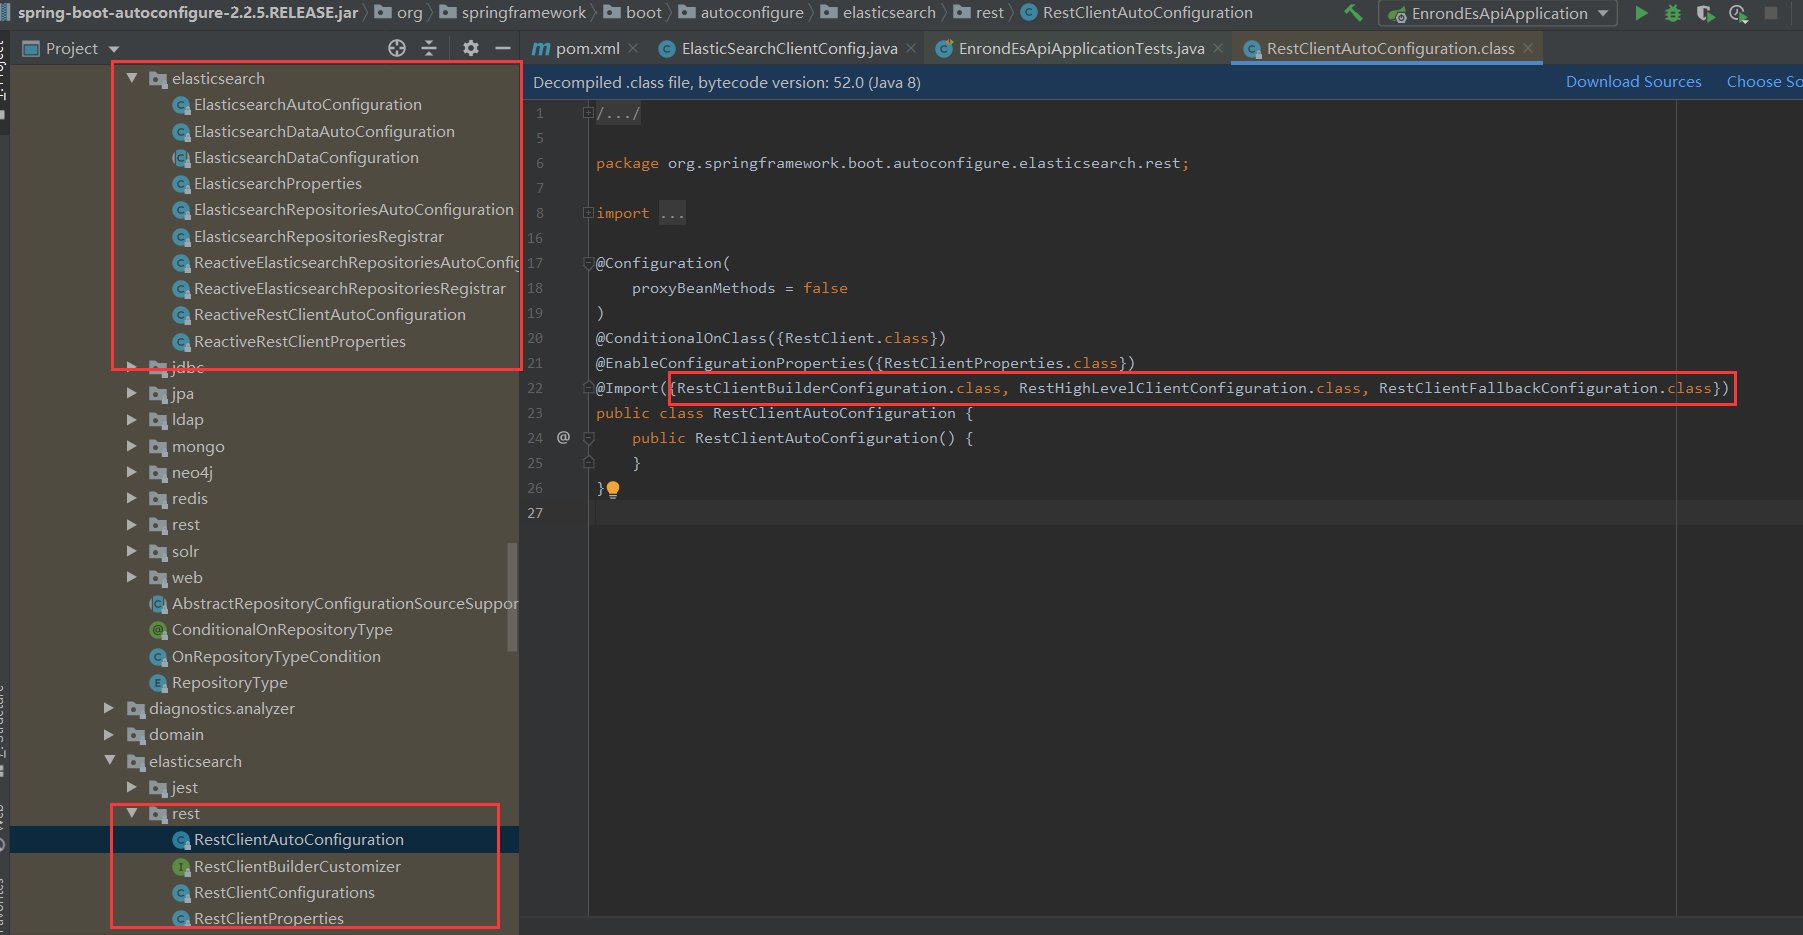 spring-boot-autoconfigure-2.2.5.RELEASE.jar org springframework boot autoconfigure elasticsearch rest RestClientAutoConfiguration EnrondEsApiApplication
Project pom.xml ElasticSearchClientConfig.java EnrondEsApiApplicationTests.java RestClientAutoConfiguration.class
Decompiled .class file, bytecode version: 52.0 (Java 8) Download Sources Choose So
elasticsearch
ElasticsearchAutoConfiguration
ElasticsearchDataAutoConfiguration
ElasticsearchDataConfiguration
ElasticsearchProperties
ElasticsearchRepositoriesAutoConfiguration
ElasticsearchRepositoriesRegistrar
ReactiveElasticsearchRepositoriesAutoConfig
ReactiveElasticsearchRepositoriesRegistrar
ReactiveRestClientAutoConfiguration
ReactiveRestClientProperties
jdbc
jpa
ldap
mongo
neo4j
redis
rest
solr
web
AbstractRepositoryConfigurationSourceSuppor
ConditionalOnRepositoryType
OnRepositoryTypeCondition
RepositoryType
diagnostics.analyzer
domain
elasticsearch
jest
rest
RestClientAutoConfiguration
RestClientBuilderCustomizer
RestClientConfigurations
RestClientProperties
1 /.../
5
6 package org.springframework.boot.autoconfigure.elasticsearch.rest;
7
8 import ...
16
17 @Configuration(
18 proxyBeanMethods = false
19 )
20 @ConditionalOnClass({RestClient.class})
21 @EnableConfigurationProperties({RestClientProperties.class})
22 @Import({RestClientBuilderConfiguration.class, RestHighLevelClientConfiguration.class, RestClientFallbackConfiguration.class})
23 public class RestClientAutoConfiguration {
24 @ public RestClientAutoConfiguration() {
25 }
26 }
27